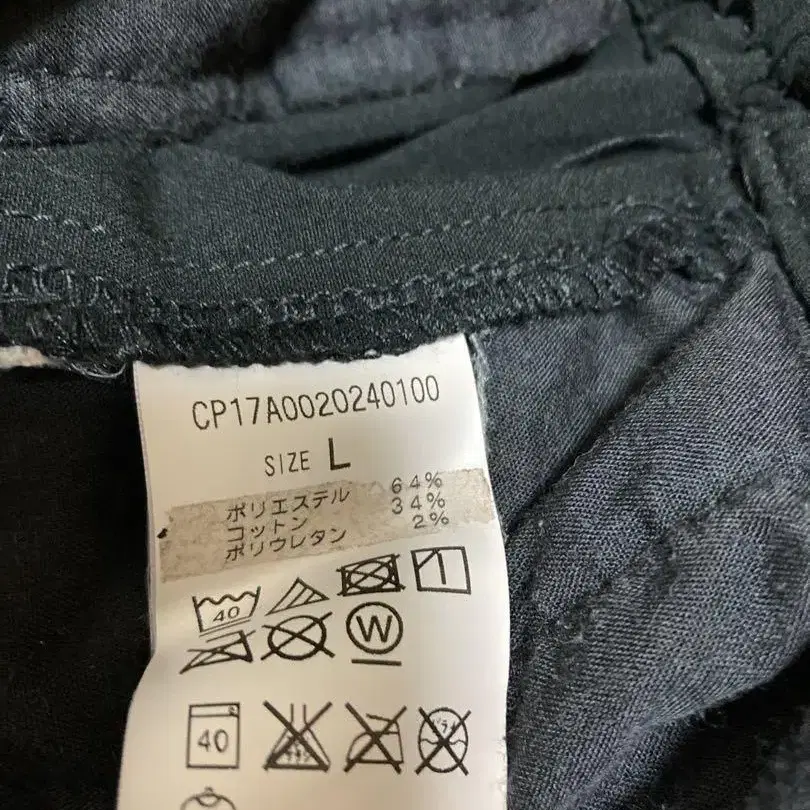 CP17A0020240100
SIZE L
ポリエステル 64%
コットン 34%
ポリウレタン 2%
40
W
40